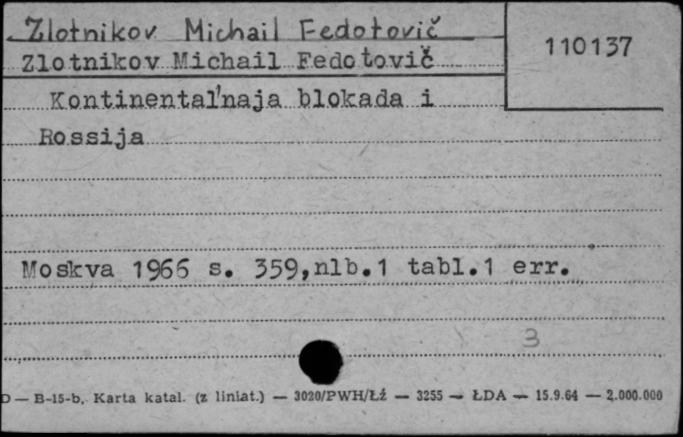 Zlotnikov Michail Fedotovič
110137
Zlotnikov Michail Fedotovič
Kontinental'naja blokada i
Rossija
Moskva 1966 s. 359,nlb.1 tabl.1 err.
3
D — B-15-b. Karta katal. (z liniat.) — 3020/PWH/Łź — 3255 — ŁDA — 15.9.64 — 2.000.000